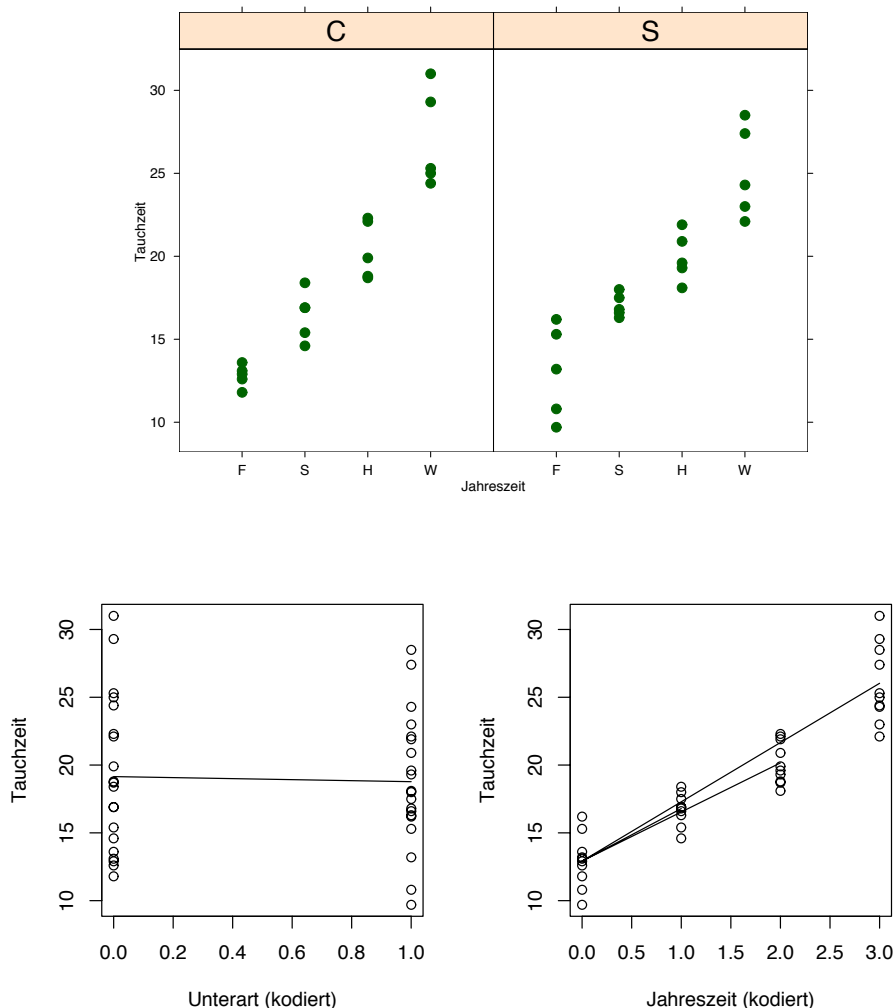 C S
30
25
20
15
10
Tauchzeit
F S H W F S H W
Jahreszeit
30
25
20
15
10
Tauchzeit
0.0 0.2 0.4 0.6 0.8 1.0
Unterart (kodiert)
30
25
20
15
10
Tauchzeit
0.0 0.5 1.0 1.5 2.0 2.5 3.0
Jahreszeit (kodiert)